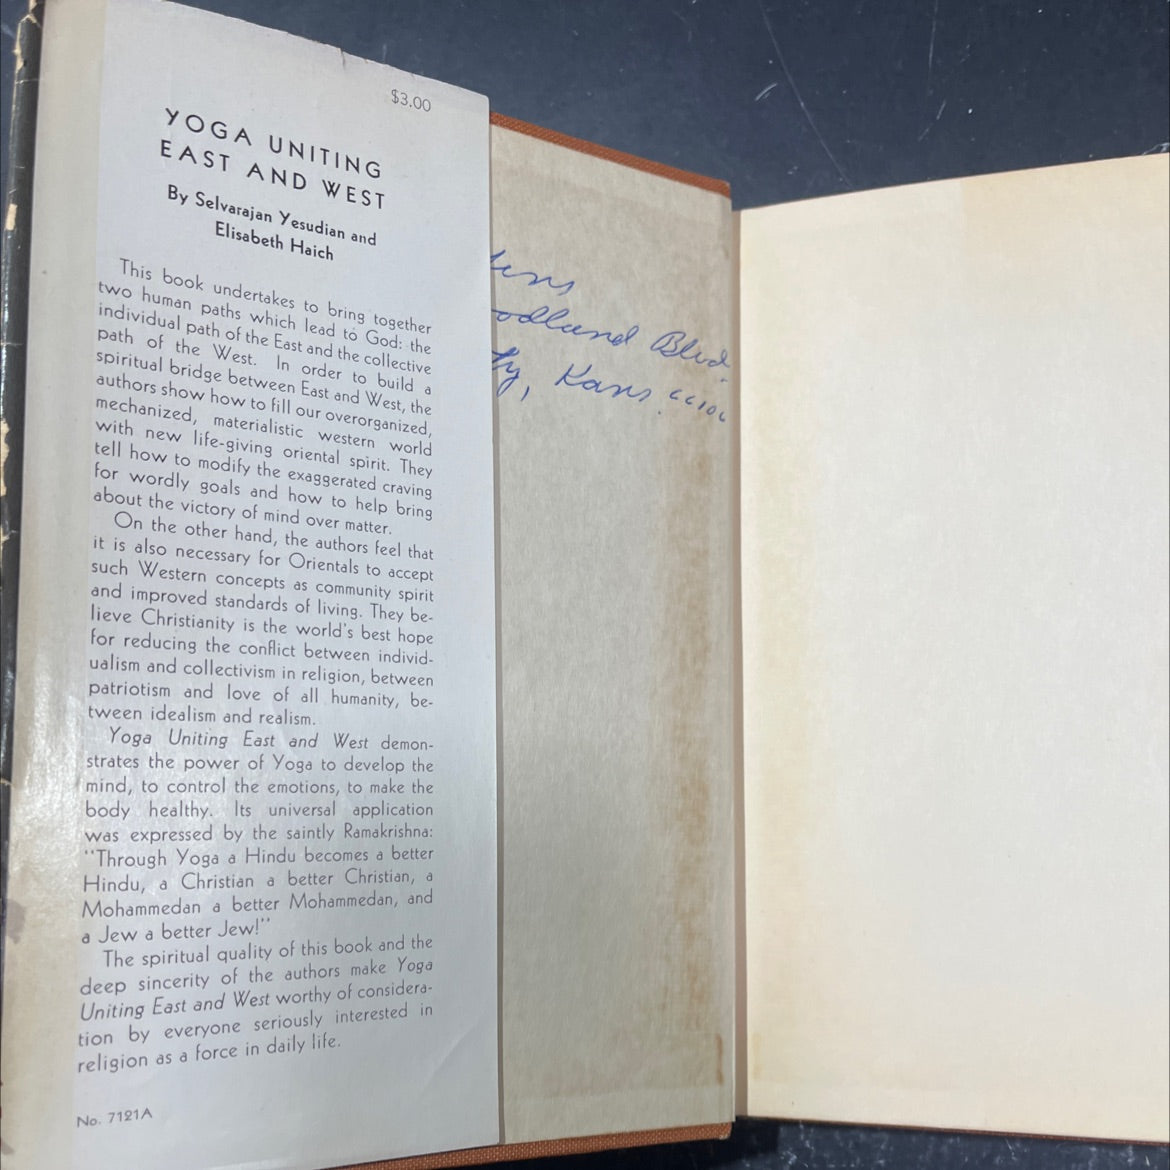 $3.00
YOGA UNITING
EAST AND WEST
By Selvarajan Yesudian and
Elisabeth Haich
This book undertakes to bring together
two human paths which lead to God: the
individual path of the East and the collective
path of the West. In order to build a
spiritual bridge between East and West, the
authors show how to fill our overorganized,
mechanized, materialistic western world
with new life-giving oriental spirit. They
tell how to modify the exaggerated craving
for wordly goals and how to help bring
about the victory of mind over matter.
On the other hand, the authors feel that
it is also necessary for Orientals to accept
such Western concepts as community spirit
and improved standards of living. They be-
lieve Christianity is the world's best hope
for reducing the conflict between individ-
ualism and collectivism in religion, between
patriotism and love of all humanity, be-
tween idealism and realism.
Yoga Uniting East and West demon-
strates the power of Yoga to develop the
mind, to control the emotions, to make the
body healthy. Its universal application
was expressed by the saintly Ramakrishna:
"Through Yoga a Hindu becomes a better
Hindu, a Christian a better Christian, a
Mohammedan a better Mohammedan, and
a Jew a better Jew!"
The spiritual quality of this book and the
deep sincerity of the authors make Yoga
Uniting East and West worthy of considera-
tion by everyone seriously interested in
religion as a force in daily life.
No. 7121A
odland Blvd.
ty, Kans.